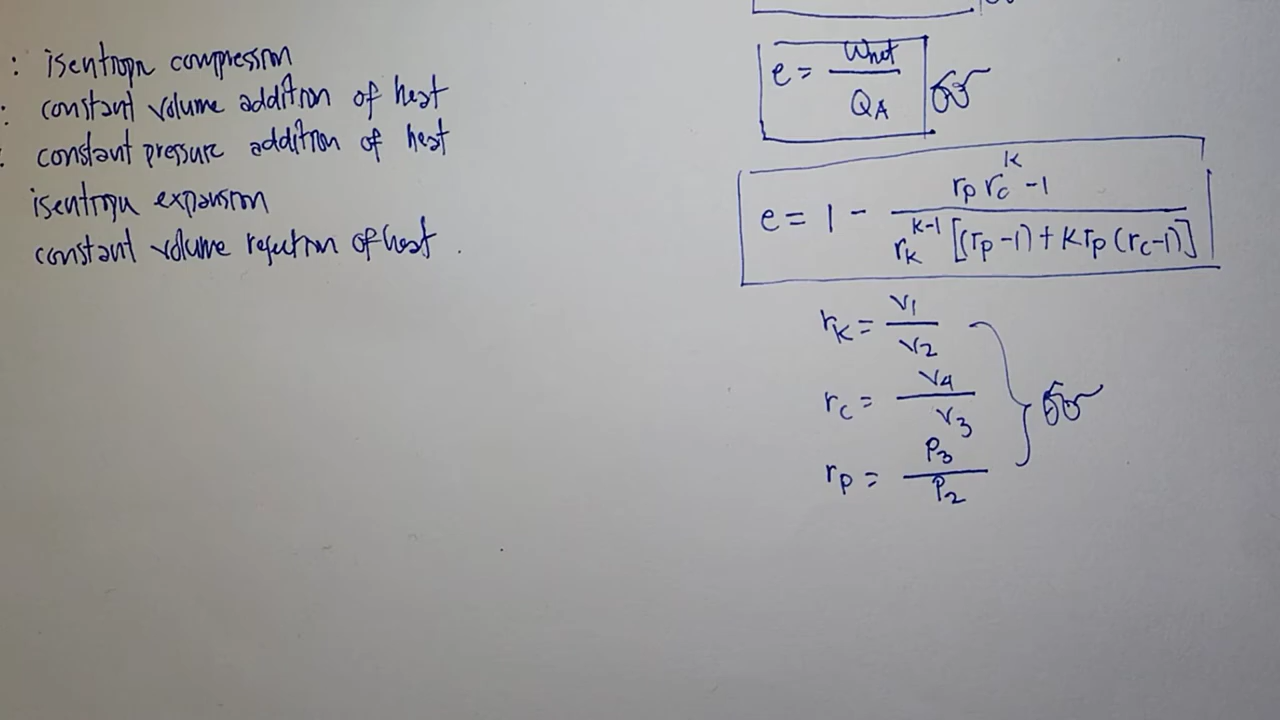 : isentropic compression
: constant volume addition of heat
: constant pressure addition of heat
isentropic expansion
constant volume rejection of heat .
e = Wnet / QA
e = 1 - (rp rc^k - 1) / (rk^(k-1) [(rp - 1) + k rp (rc - 1)])
rk = V1 / V2
rc = V4 / V3
rp = P3 / P2